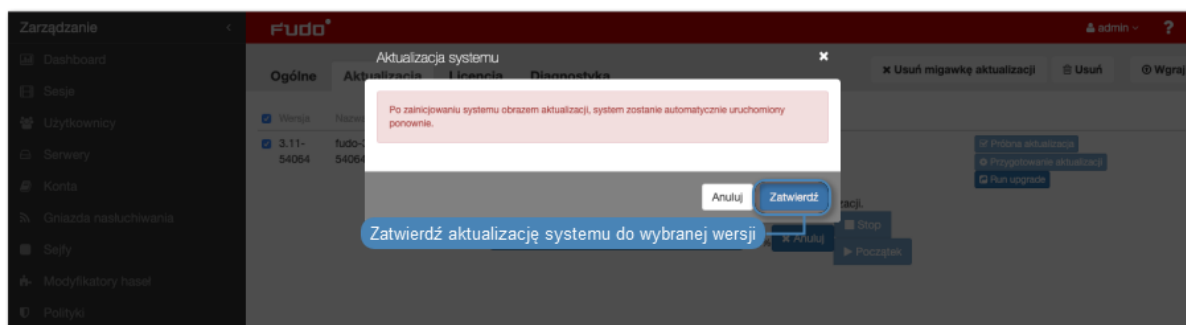 Zarządzanie
Fudo
admin
?
Dashboard
Sesje
Użytkownicy
Serwery
Konta
Gniazda nasłuchiwania
Sejfy
Modyfikatory haseł
Polityki
Ogólne
Aktualizacja
Licencja
Diagnostyka
Usuń migawkę aktualizacji
Usuń
Wgraj
Wersja
3.11-
54064
Próbna aktualizacja
Przygotowanie aktualizacji
Run upgrade
Aktualizacja systemu
Po zainicjowaniu systemu obrazem aktualizacji, system zostanie automatycznie uruchomiony
ponownie.
Anuluj
Zatwierdź
Zatwierdź aktualizację systemu do wybranej wersji
Anuluj
Stop
Początek